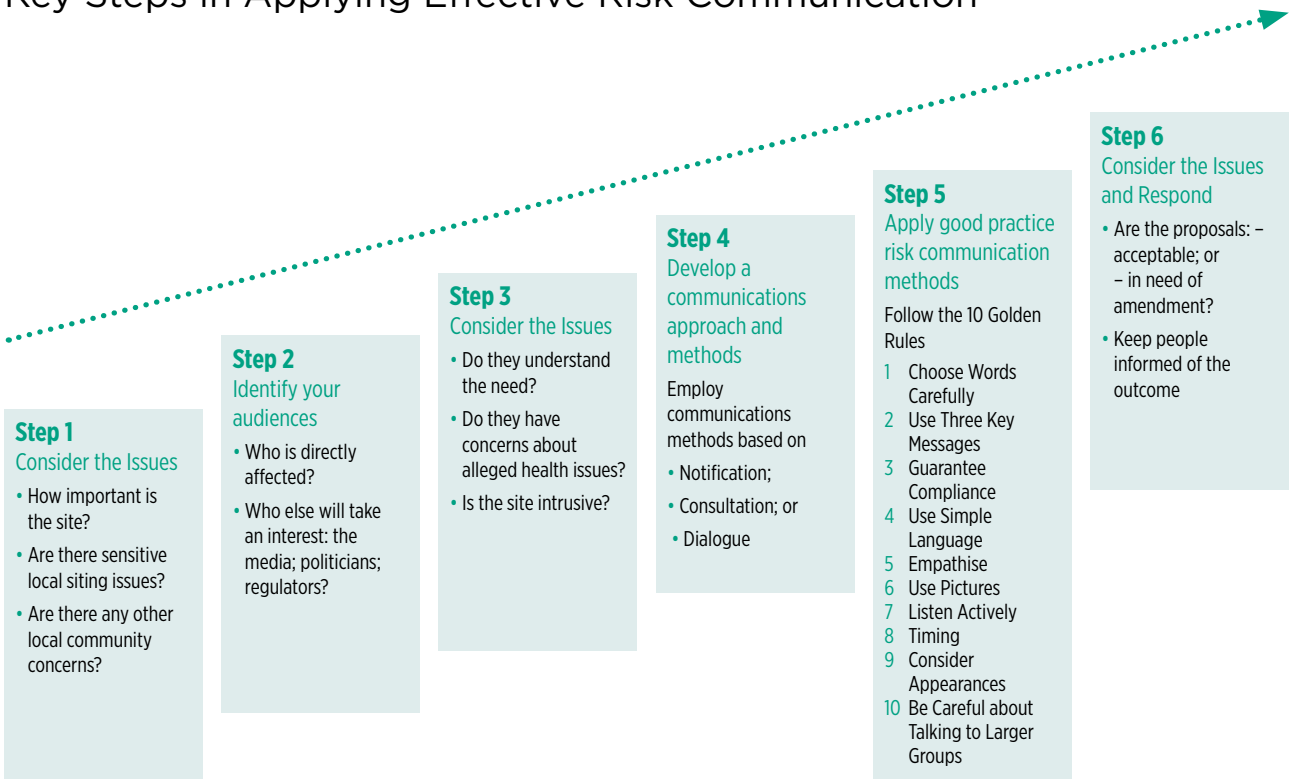 Key Steps in Applying Effective Risk Communication
Step 1
Consider the Issues
• How important is
the site?
• Are there sensitive
local siting issues?
• Are there any other
local community
concerns?
Step 2
Identify your
audiences
• Who is directly
affected?
• Who else will take
an interest: the
media; politicians;
regulators?
Step 3
Consider the Issues
• Do they understand
the need?
• Do they have
concerns about
alleged health issues?
• Is the site intrusive?
Step 4
Develop a
communications
approach and
methods
Employ
communications
methods based on
• Notification;
• Consultation; or
• Dialogue
Step 5
Apply good practice
risk communication
methods
Follow the 10 Golden
Rules
1 Choose Words
Carefully
2 Use Three Key
Messages
3 Guarantee
Compliance
4 Use Simple
Language
5 Empathise
6 Use Pictures
7 Listen Actively
8 Timing
9 Consider
Appearances
10 Be Careful about
Talking to Larger
Groups
Step 6
Consider the Issues
and Respond
• Are the proposals: –
acceptable; or
– in need of
amendment?
• Keep people
informed of the
outcome